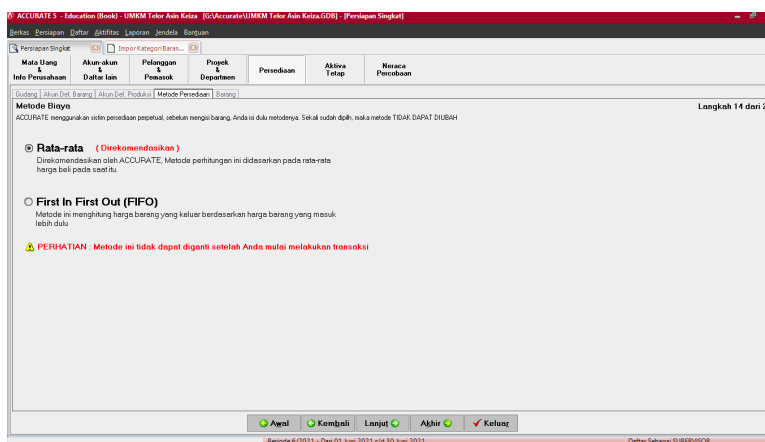 ACCURATE 5 - Education (Book) - UMKM Telor Asin Keiza [G:\Accurate\UMKM Telor Asin Keiza.GDB] - [Persiapan Singkat]
Berkas Persiapan Daftar Aktifitas Laporan Jendela Bantuan
Persiapan Singkat Impor Kategori Baran...
Mata Uang & Info Perusahaan
Akun-akun & Daftar lain
Pelanggan & Pemasok
Proyek & Departmen
Persediaan
Aktiva Tetap
Neraca Percobaan
Gudang Akun Def. Barang Akun Def. Produksi Metode Persediaan Barang
Metode Biaya Langkah 14 dari 2
ACCURATE menggunakan sistim persediaan perpetual, sebelum mengisi barang, Anda isi dulu metodenya. Sekali sudah dipilh, maka metode TIDAK DAPAT DIUBAH
Rata-rata ( Direkomendasikan )
Direkomendasikan oleh ACCURATE, Metode perhitungan ini didasarkan pada rata-rata
harga beli pada saat itu.
First In First Out (FIFO)
Metode ini menghitung harga barang yang keluar berdasarkan harga barang yang masuk
lebih dulu
PERHATIAN : Metode ini tidak dapat diganti setelah Anda mulai melakukan transaksi
Awal Kembali Lanjut Akhir Keluar
Periode 6/2021 - Dari 01 Juni 2021 s/d 30 Juni 2021 Daftar Sebagai SUPERVISOR